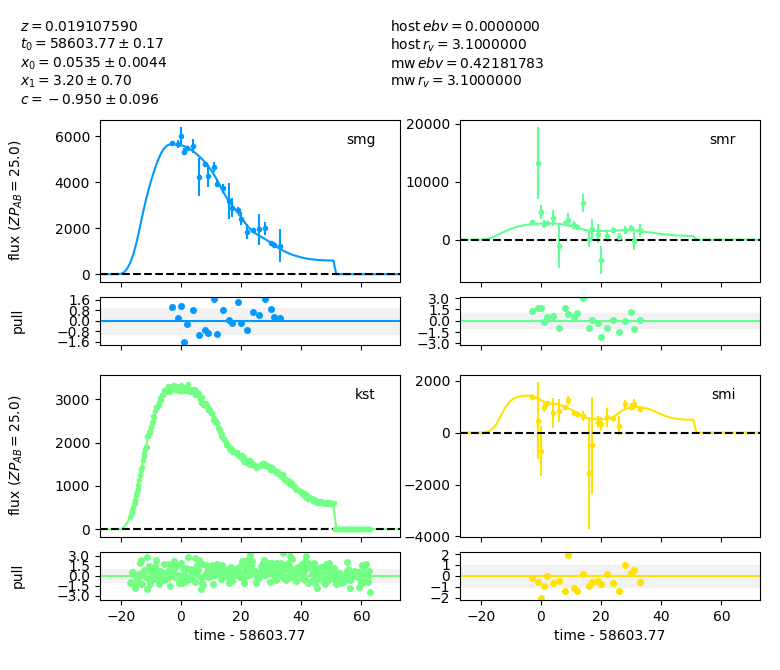 z = 0.019107590
t₀ = 58603.77 ± 0.17
x₀ = 0.0535 ± 0.0044
x₁ = 3.20 ± 0.70
c = −0.950 ± 0.096
host ebv = 0.0000000
host r_v = 3.1000000
mw ebv = 0.42181783
mw r_v = 3.1000000
smg
6000
4000
2000
0
flux (ZP_AB = 25.0)
smr
20000
10000
0
1.6
0.8
0.0
−0.8
−1.6
pull
3.0
1.5
0.0
−1.5
−3.0
kst
3000
2000
1000
0
flux (ZP_AB = 25.0)
smi
2000
0
−2000
−4000
3.0
1.5
0.0
−1.5
−3.0
pull
−20 0 20 40 60
time - 58603.77
2
1
0
−1
−2
−20 0 20 40 60
time - 58603.77